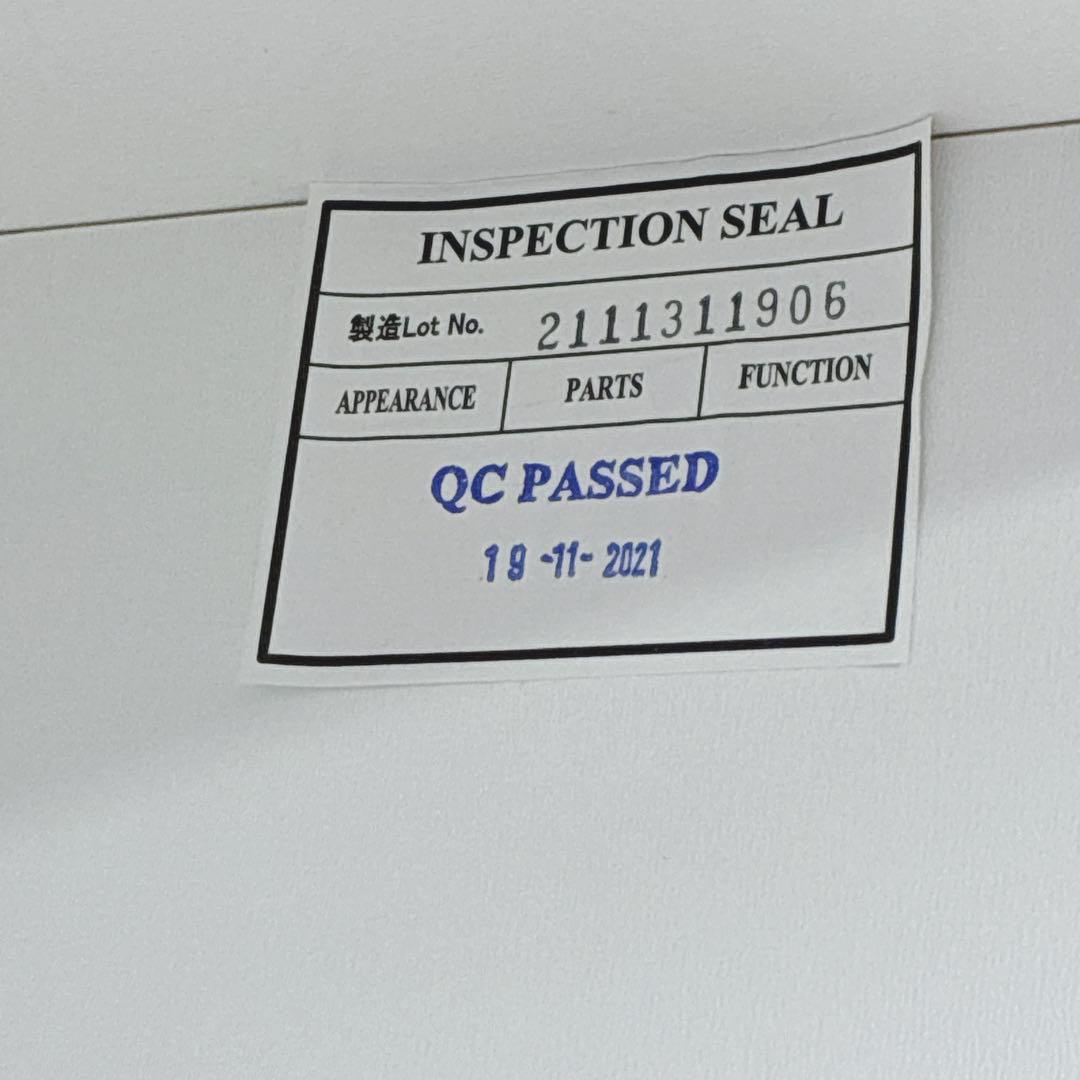 INSPECTION SEAL
製造Lot No. 2111311906
APPEARANCE PARTS FUNCTION
QC PASSED
19 -11- 2021